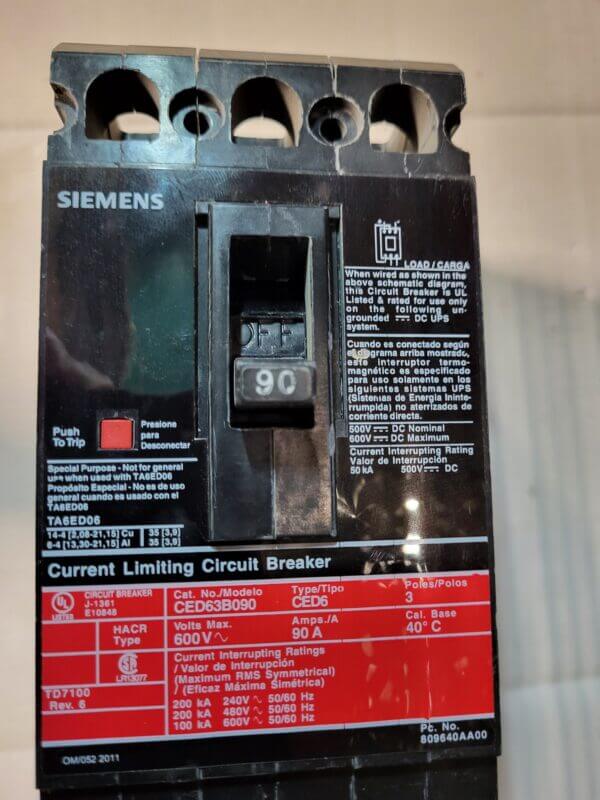 SIEMENS
OFF
90
LOAD / CARGA
When wired as shown in the
above schematic diagram,
this Circuit Breaker is UL
Listed & rated for use only
on the following un-
grounded ⎓ DC UPS
system.
Cuando es conectado según
programa arriba mostrado,
este interruptor termo-
magnético es especificado
para uso solamente en los
siguientes sistemas UPS
(Sistemas de Energía Ininte-
rrumpida) no aterrizados de
corriente directa.
500V ⎓ DC Nominal
600V ⎓ DC Maximum
Current Interrupting Rating
Valor de Interrupción
50 kA 500V ⎓ DC
Push
To Trip
Presione
para
Desconectar
Special Purpose - Not for general
use when used with TA6ED06
Propósito Especial - No es de uso
general cuando es usado con el
TA6ED06
TA6ED06
14-4 [2,08-21,15] Cu 35 [3,9]
6-4 [13,30-21,15] Al 35 [3,9]
Current Limiting Circuit Breaker
UL
CIRCUIT BREAKER
J-1361
E10848
HACR
Type
LR13077
TD7100
Rev. 6
Cat. No./Modelo
CED63B090
Type/Tipo
CED6
Poles/Polos
3
Volts Max.
600V∿
Amps./A
90 A
Cal. Base
40° C
Current Interrupting Ratings
/ Valor de Interrupción
(Maximum RMS Symmetrical)
/ (Eficaz Máxima Simétrica)
200 kA 240V ∿ 50/60 Hz
200 kA 480V ∿ 50/60 Hz
100 kA 600V ∿ 50/60 Hz
Pc. No.
809640AA00
OM/052 2011